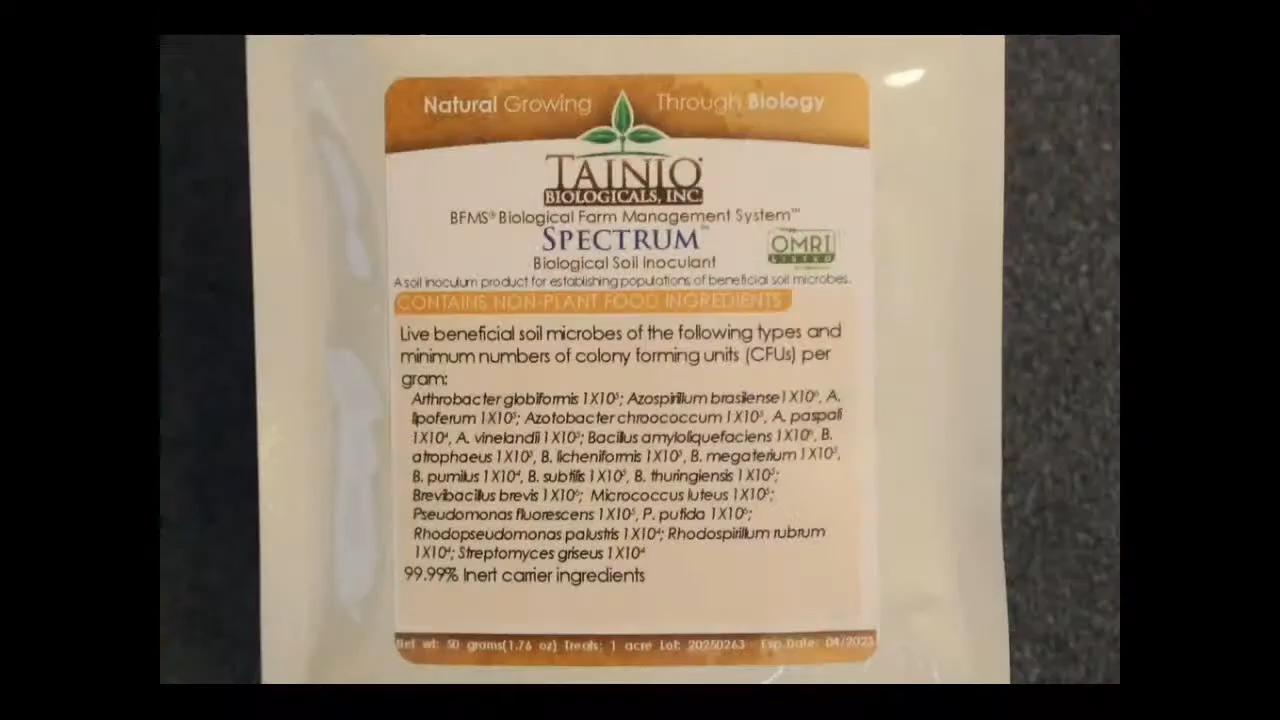 Natural Growing Through Biology
TAINIO®
BIOLOGICALS, INC.
BFMS® Biological Farm Management System™
SPECTRUM™
Biological Soil Inoculant
OMRI
LISTED
A soil inoculum product for establishing populations of beneficial soil microbes.
CONTAINS NON-PLANT FOOD INGREDIENTS
Live beneficial soil microbes of the following types and
minimum numbers of colony forming units (CFUs) per
gram:
Arthrobacter globiformis 1X10⁵; Azospirillum brasilense 1X10⁶, A.
lipoferum 1X10⁵; Azotobacter chroococcum 1X10⁵, A. paspali
1X10⁴, A. vinelandii 1X10⁵; Bacillus amyloliquefaciens 1X10⁶, B.
atrophaeus 1X10⁵, B. licheniformis 1X10⁵, B. megaterium 1X10⁵,
B. pumilus 1X10⁴, B. subtilis 1X10⁵, B. thuringiensis 1X10⁵;
Brevibacillus brevis 1X10⁶; Micrococcus luteus 1X10⁵;
Pseudomonas fluorescens 1X10⁵, P. putida 1X10⁶;
Rhodopseudomonas palustris 1X10⁴; Rhodospirillum rubrum
1X10⁴; Streptomyces griseus 1X10⁴
99.99% Inert carrier ingredients
Net wt: 50 grams(1.76 oz) Treats: 1 acre Lot: 20250263 Exp.Date: 04/2023